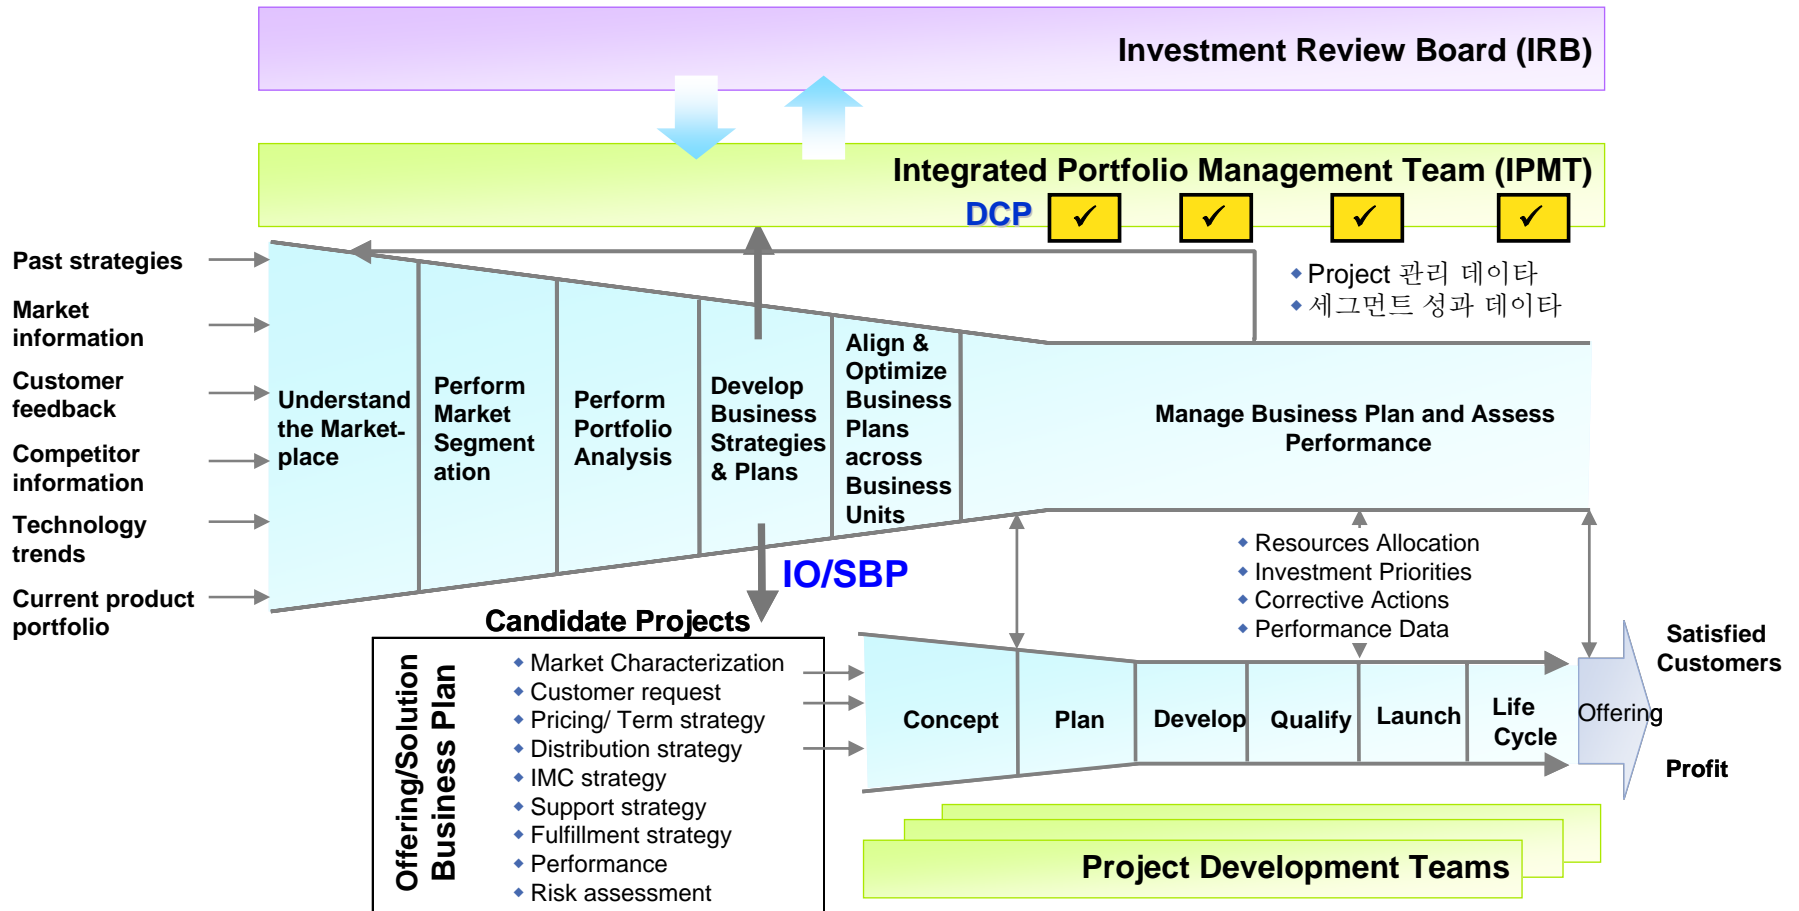 Investment Review Board (IRB)
Integrated Portfolio Management Team (IPMT)
DCP
Past strategies
Market
information
Customer
feedback
Competitor
information
Technology
trends
Current product
portfolio
Understand
the Market-
place
Perform
Market
Segment
ation
Perform
Portfolio
Analysis
Develop
Business
Strategies
& Plans
Align &
Optimize
Business
Plans
across
Business
Units
Project 관리 데이타
세그먼트 성과 데이타
Manage Business Plan and Assess
Performance
IO/SBP
Resources Allocation
Investment Priorities
Corrective Actions
Performance Data
Candidate Projects
Offering/Solution
Business Plan
Market Characterization
Customer request
Pricing/ Term strategy
Distribution strategy
IMC strategy
Support strategy
Fulfillment strategy
Performance
Risk assessment
Concept
Plan
Develop
Qualify
Launch
Life
Cycle
Offering
Satisfied
Customers
Profit
Project Development Teams